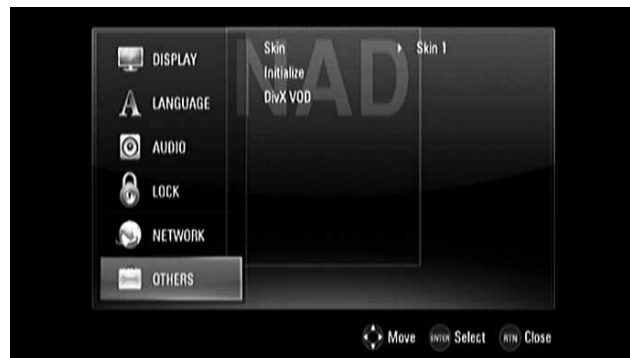 NAD
DISPLAY
LANGUAGE
AUDIO
LOCK
NETWORK
OTHERS
Skin Skin 1
Initialize
DivX VOD
Move ENTER Select RTN Close